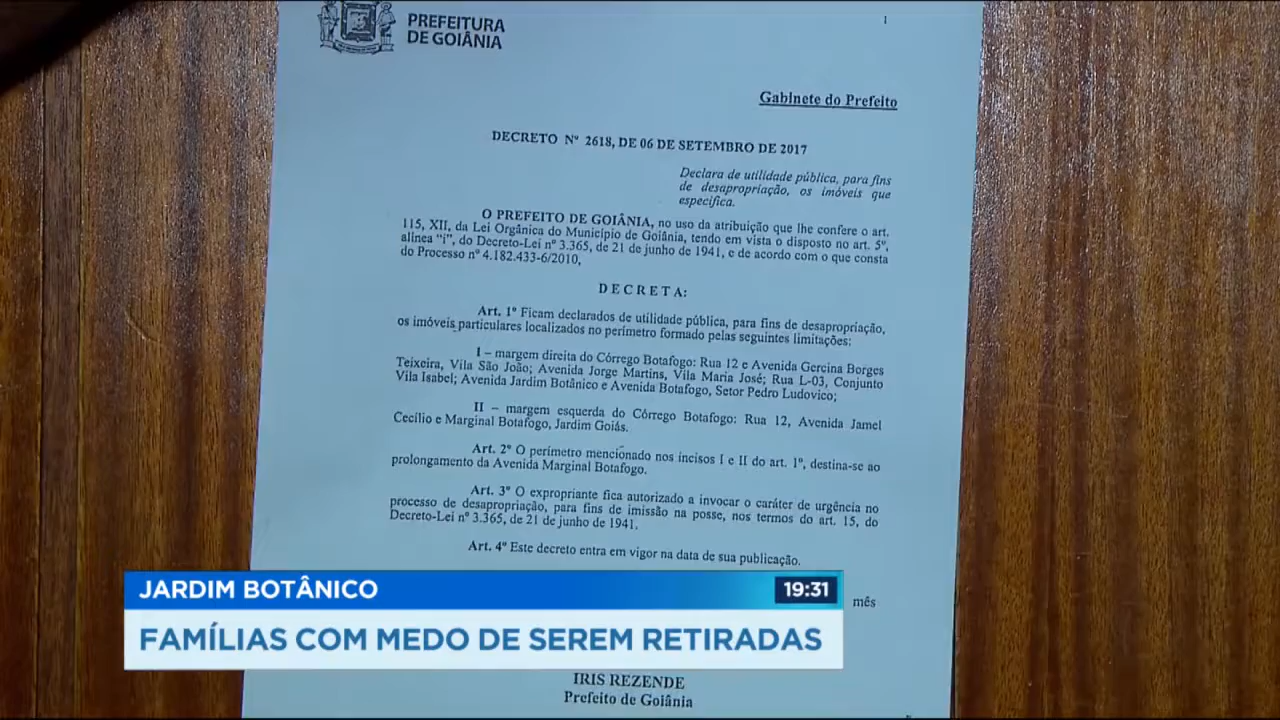 PREFEITURA
DE GOIÂNIA
1
Gabinete do Prefeito
DECRETO Nº 2618, DE 06 DE SETEMBRO DE 2017
Declara de utilidade pública, para fins
de desapropriação, os imóveis que
especifica.
O PREFEITO DE GOIÂNIA, no uso da atribuição que lhe confere o art.
115, XII, da Lei Orgânica do Município de Goiânia, tendo em vista o disposto no art. 5º,
alínea “i”, do Decreto-Lei nº 3.365, de 21 de junho de 1941, e de acordo com o que consta
do Processo nº 4.182.433-6/2010,
D E C R E T A:
Art. 1º Ficam declarados de utilidade pública, para fins de desapropriação,
os imóveis particulares localizados no perímetro formado pelas seguintes limitações:
I – margem direita do Córrego Botafogo: Rua 12 e Avenida Gercina Borges
Teixeira, Vila São João; Avenida Jorge Martins, Vila Maria José; Rua L-03, Conjunto
Vila Isabel; Avenida Jardim Botânico e Avenida Botafogo, Setor Pedro Ludovico;
II – margem esquerda do Córrego Botafogo: Rua 12, Avenida Jamel
Cecílio e Marginal Botafogo, Jardim Goiás.
Art. 2º O perímetro mencionado nos incisos I e II do art. 1º, destina-se ao
prolongamento da Avenida Marginal Botafogo.
Art. 3º O expropriante fica autorizado a invocar o caráter de urgência no
processo de desapropriação, para fins de imissão na posse, nos termos do art. 15, do
Decreto-Lei nº 3.365, de 21 de junho de 1941.
Art. 4º Este decreto entra em vigor na data de sua publicação.
JARDIM BOTÂNICO
19:31
mês
FAMÍLIAS COM MEDO DE SEREM RETIRADAS
IRIS REZENDE
Prefeito de Goiânia